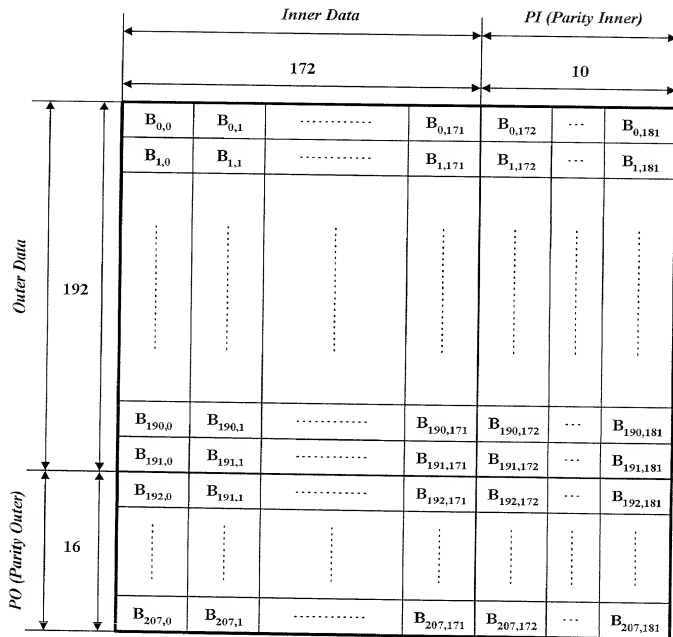 Inner Data PI (Parity Inner)
172 10
B0,0 B0,1 ----------- B0,171 B0,172 --- B0,181
B1,0 B1,1 ----------- B1,171 B1,172 --- B1,181
Outer Data
192
B190,0 B190,1 ----------- B190,171 B190,172 --- B190,181
B191,0 B191,1 ----------- B191,171 B191,172 --- B191,181
B192,0 B191,1 ----------- B192,171 B192,172 --- B192,181
PO (Parity Outer)
16
B207,0 B207,1 ----------- B207,171 B207,172 --- B207,181